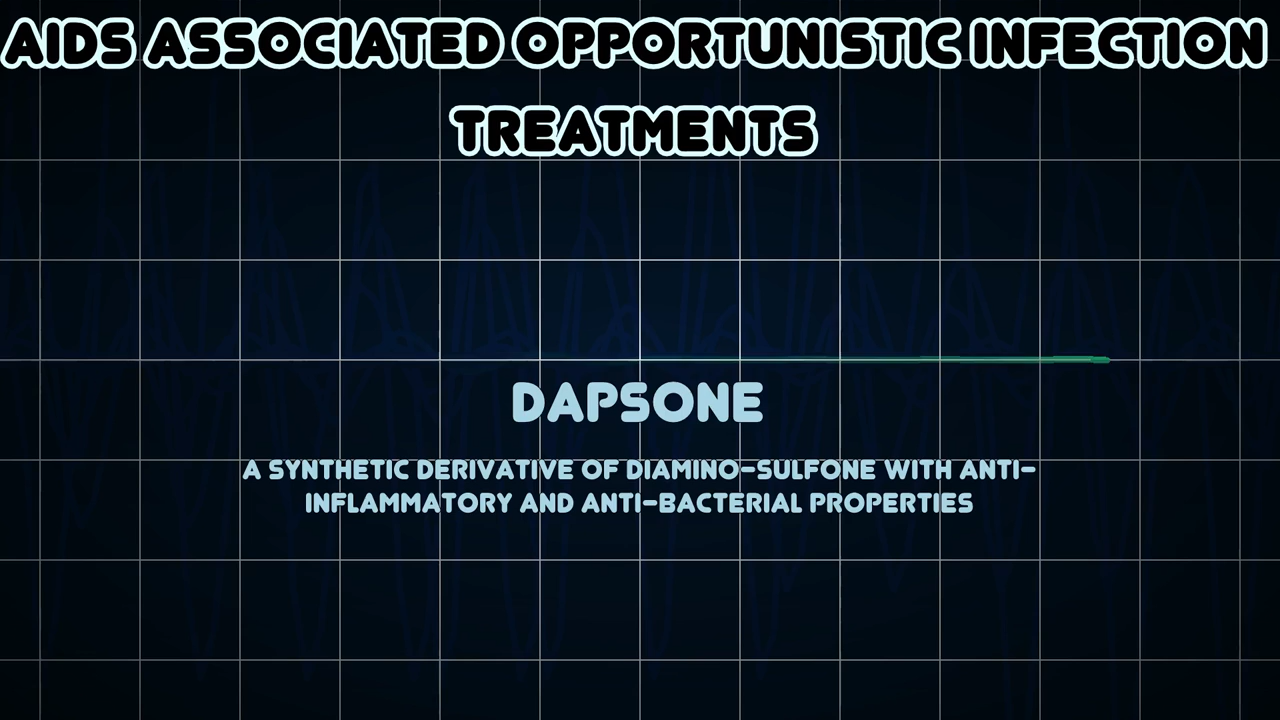 AIDS ASSOCIATED OPPORTUNISTIC INFECTION
TREATMENTS
DAPSONE
A SYNTHETIC DERIVATIVE OF DIAMINO-SULFONE WITH ANTI-
INFLAMMATORY AND ANTI-BACTERIAL PROPERTIES